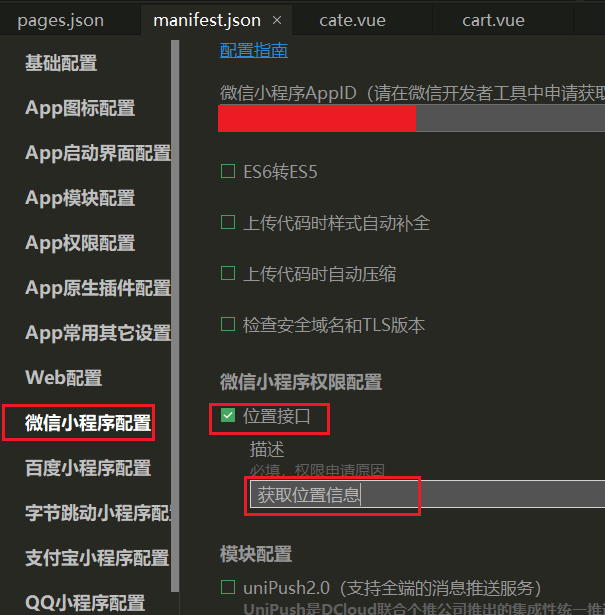 pages.json
manifest.json ×
cate.vue
cart.vue
基础配置
App图标配置
App启动界面配置
App模块配置
App权限配置
App原生插件配置
App常用其它设置
Web配置
微信小程序配置
百度小程序配置
字节跳动小程序配
支付宝小程序配置
QQ小程序配置
配置指南
微信小程序AppID（请在微信开发者工具中申请获取
ES6转ES5
上传代码时样式自动补全
上传代码时自动压缩
检查安全域名和TLS版本
微信小程序权限配置
位置接口
描述
必填，权限申请原因
获取位置信息
模块配置
uniPush2.0（支持全端的消息推送服务）
UniPush是DCloud联合个推公司推出的集成性统一推